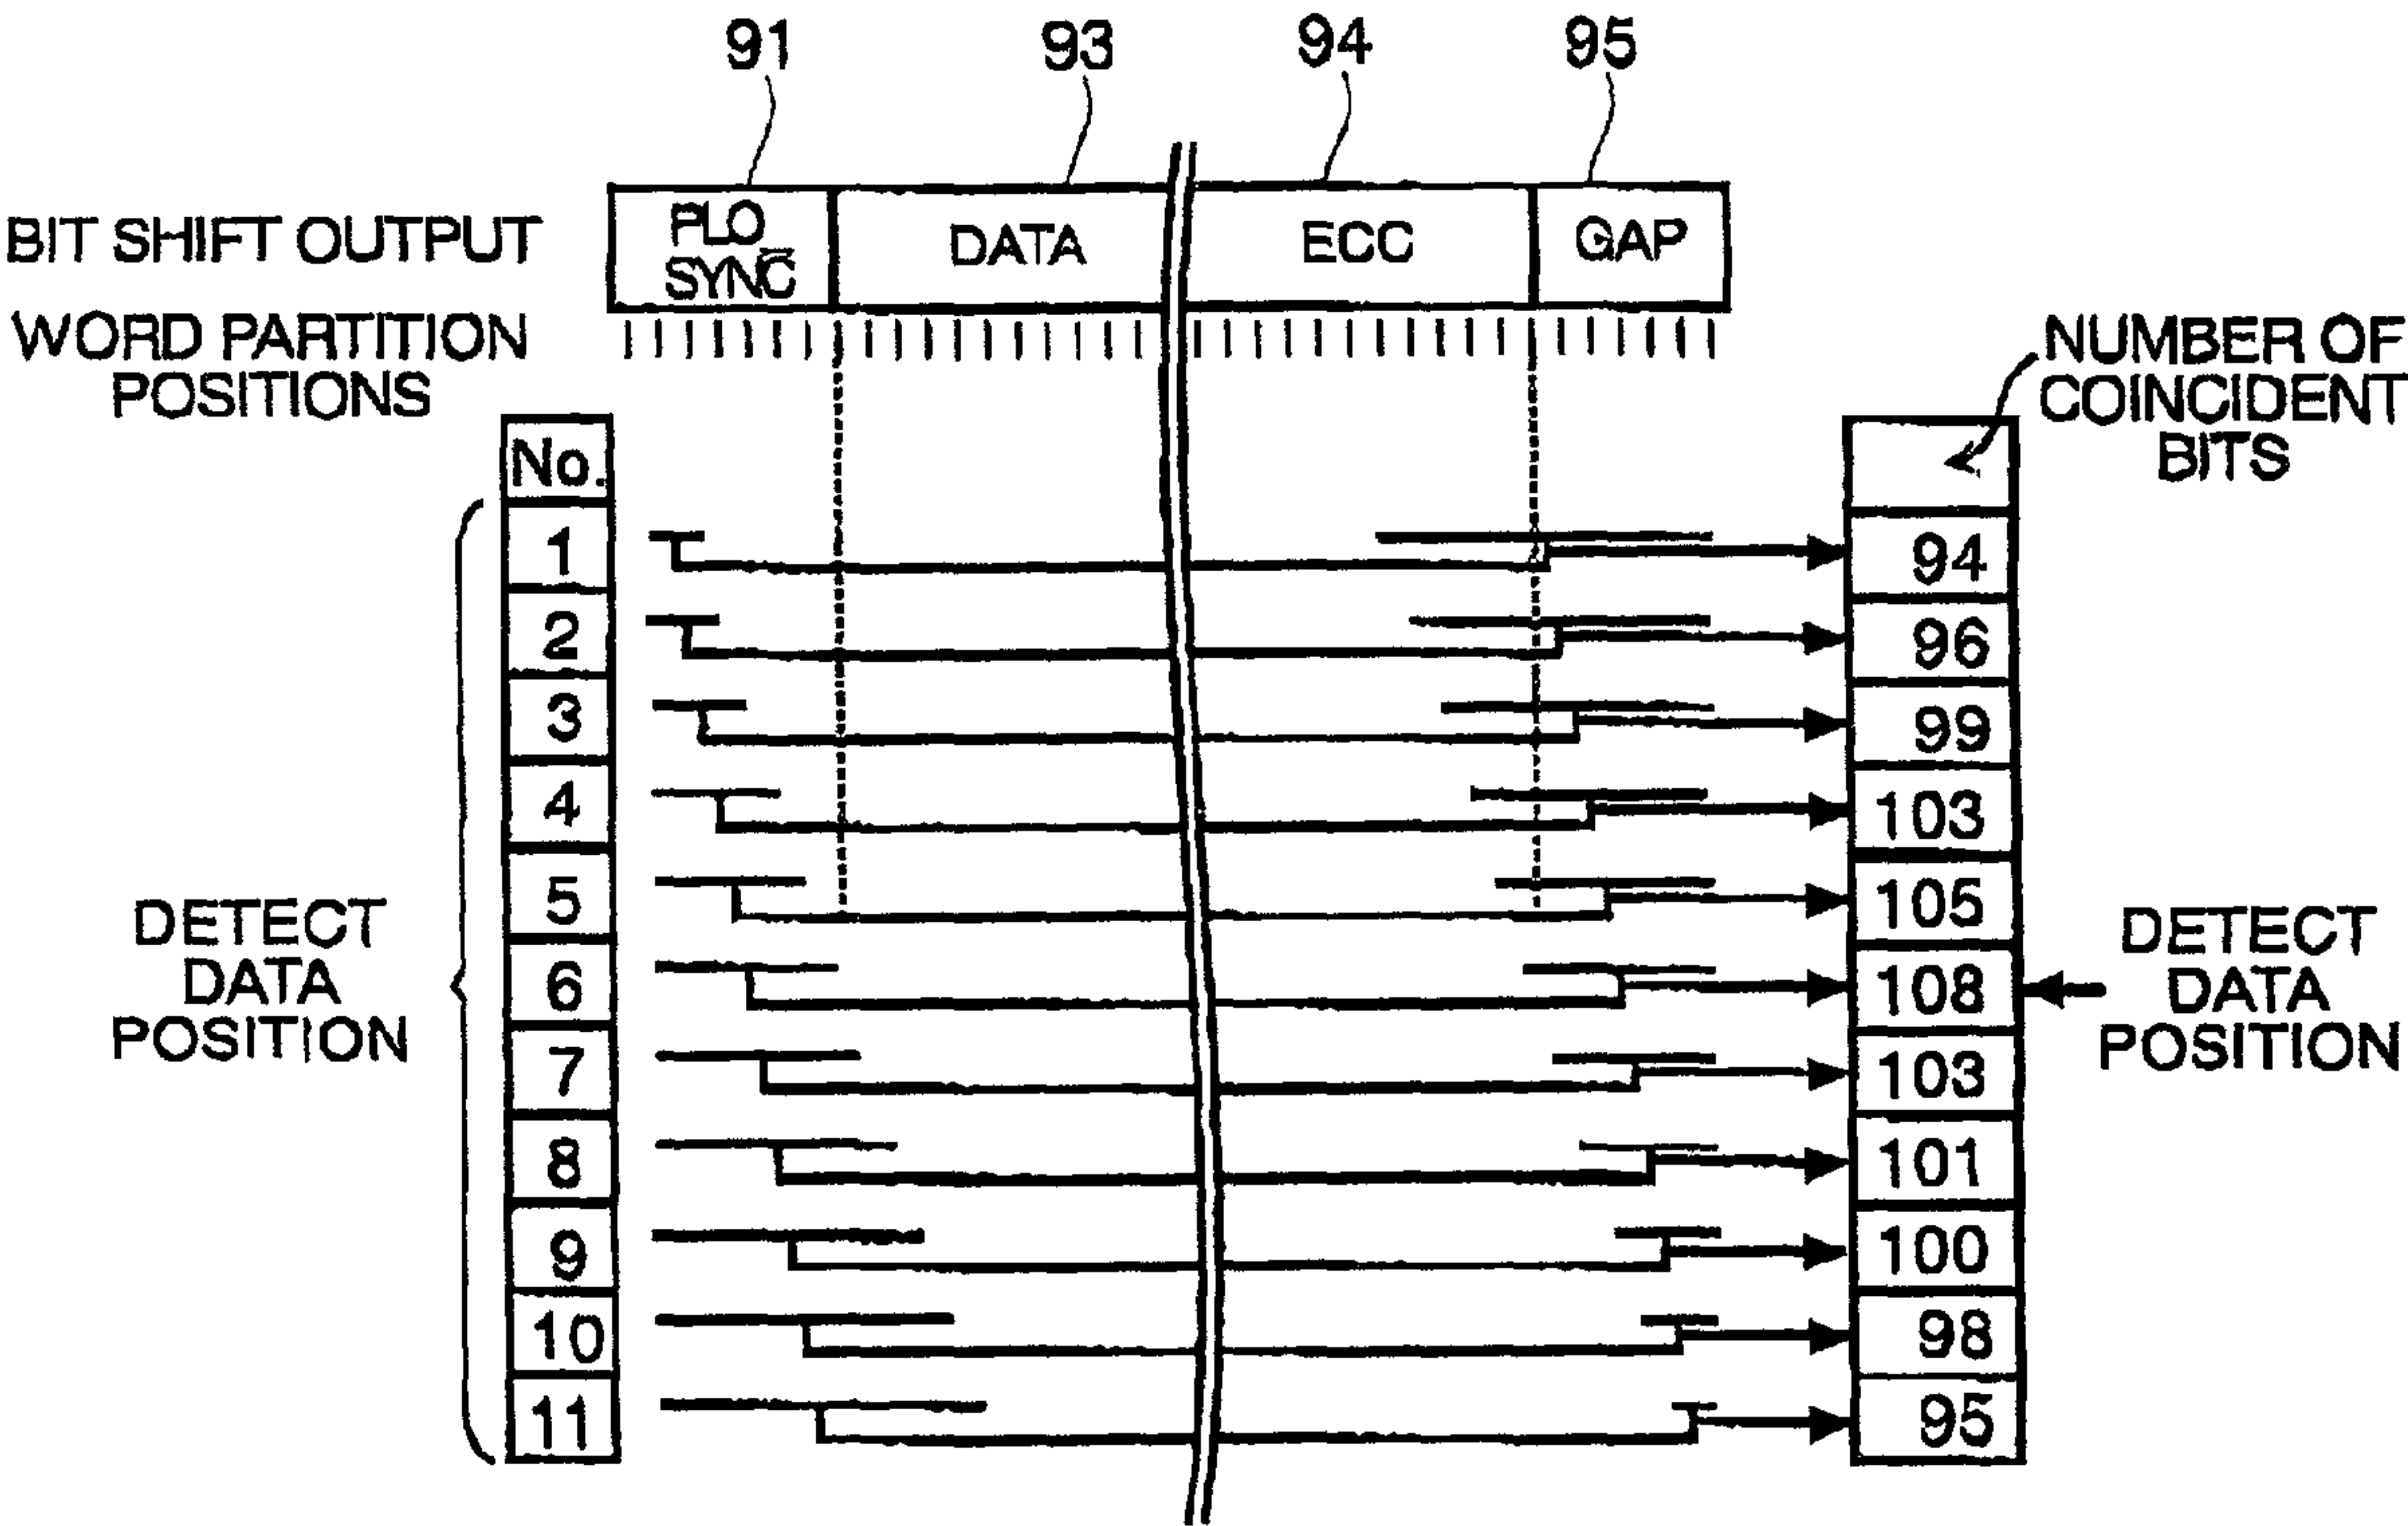 91 93 94 95
BIT SHIFT OUTPUT
PLO
SYNC
DATA
ECC
GAP
WORD PARTITION
POSITIONS
NUMBER OF
COINCIDENT
BITS
No.
1 94
2 96
3 99
4 103
5 105
6 108
7 103
8 101
9 100
10 98
11 95
DETECT
DATA
POSITION
DETECT
DATA
POSITION